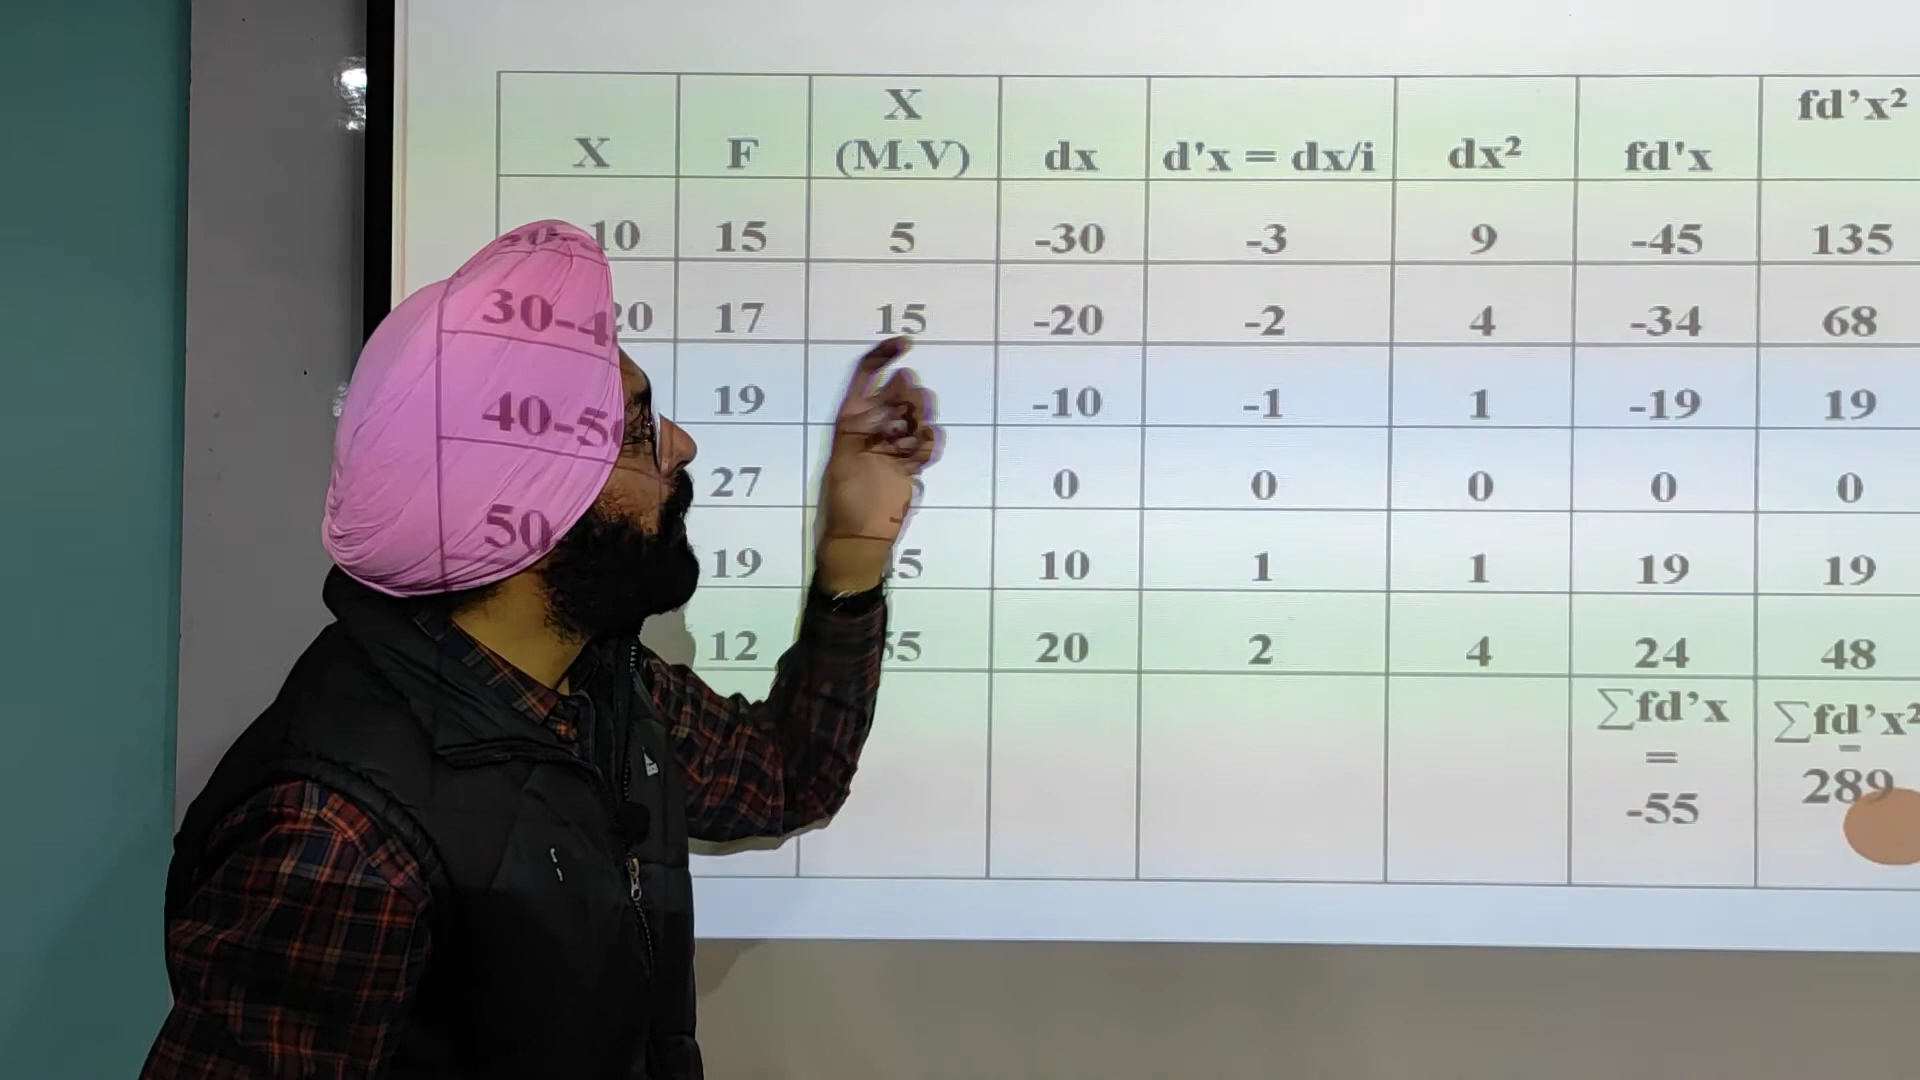 X F X (M.V) dx d'x = dx/i dx² fd'x fd’x²
10 15 5 -30 -3 9 -45 135
30-4 20 17 15 -20 -2 4 -34 68
40-5 19 -10 -1 1 -19 19
50 27 0 0 0 0 0
19 45 10 1 1 19 19
12 55 20 2 4 24 48
∑fd’x = -55 ∑fd’x² = 289